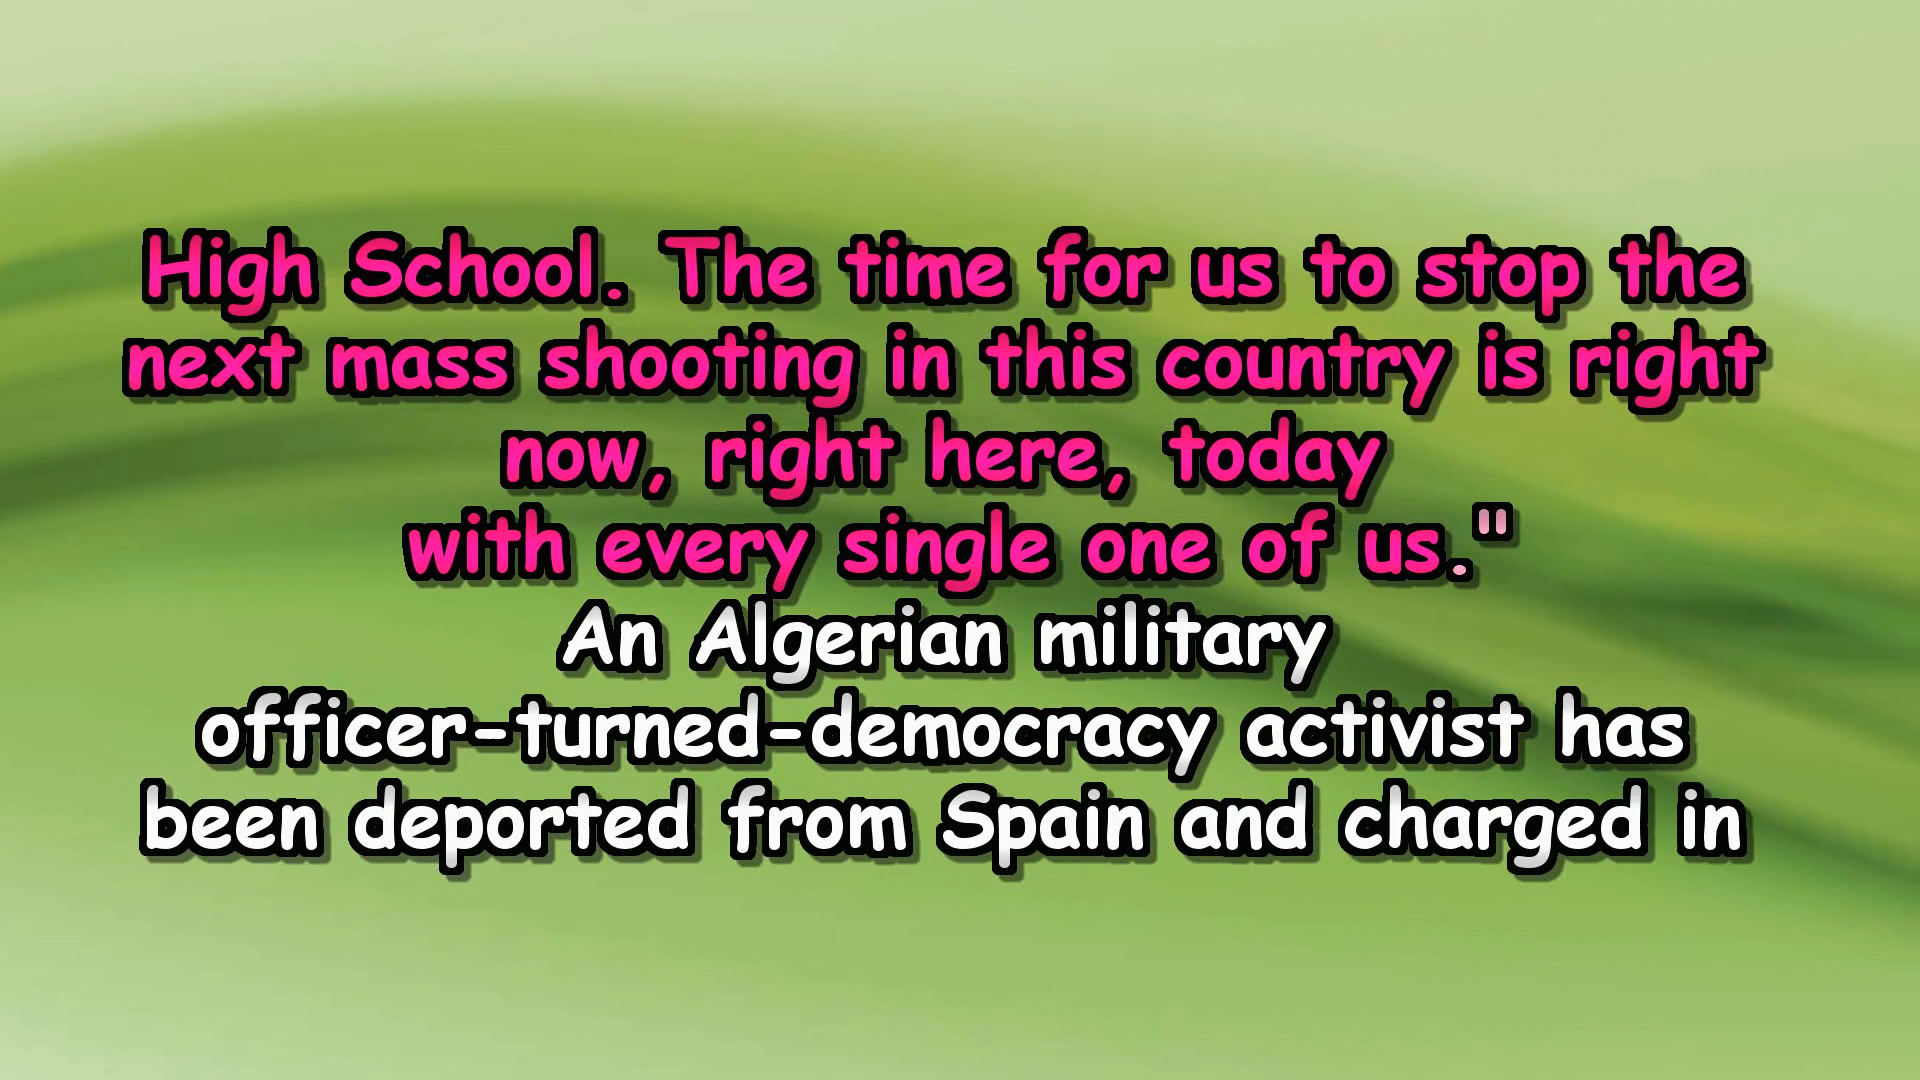 High School. The time for us to stop the
next mass shooting in this country is right
now, right here, today
with every single one of us."
An Algerian military
officer-turned-democracy activist has
been deported from Spain and charged in